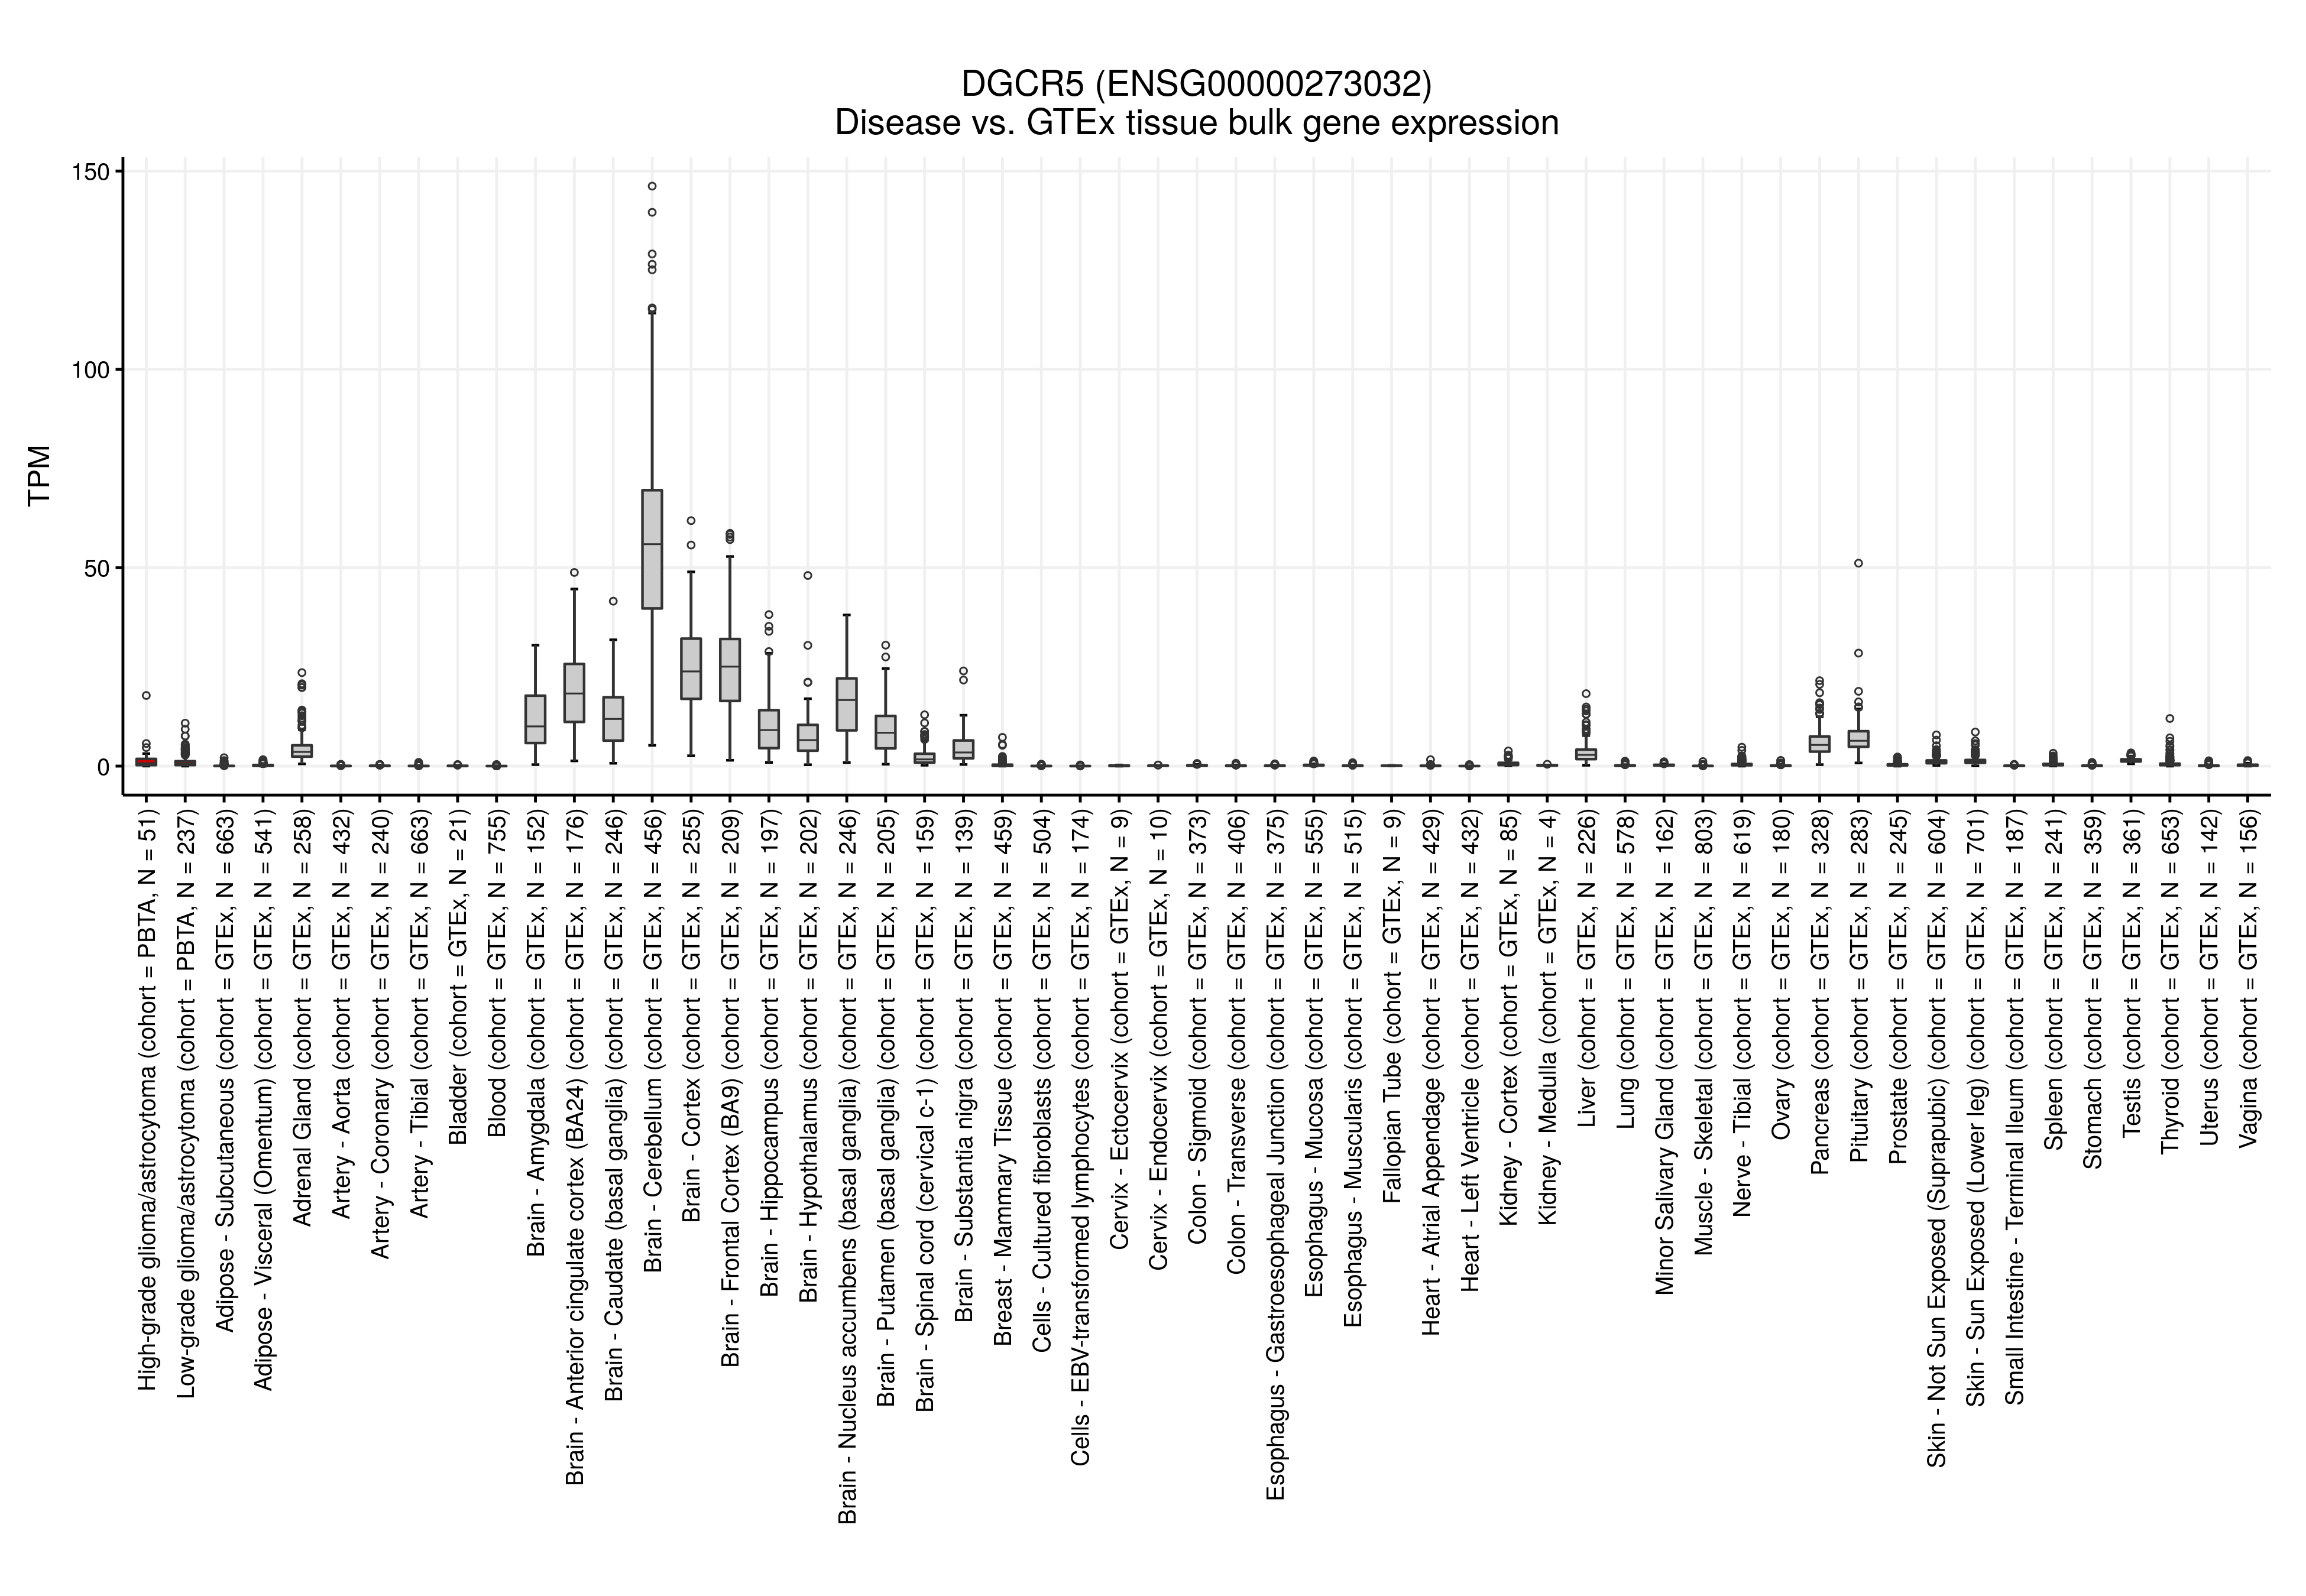 DGCR5 (ENSG00000273032)
Disease vs. GTEx tissue bulk gene expression
TPM
150
100
50
0
High-grade glioma/astrocytoma (cohort = PBTA, N = 51)
Low-grade glioma/astrocytoma (cohort = PBTA, N = 237)
Adipose - Subcutaneous (cohort = GTEx, N = 663)
Adipose - Visceral (Omentum) (cohort = GTEx, N = 541)
Adrenal Gland (cohort = GTEx, N = 258)
Artery - Aorta (cohort = GTEx, N = 432)
Artery - Coronary (cohort = GTEx, N = 240)
Artery - Tibial (cohort = GTEx, N = 663)
Bladder (cohort = GTEx, N = 21)
Blood (cohort = GTEx, N = 755)
Brain - Amygdala (cohort = GTEx, N = 152)
Brain - Anterior cingulate cortex (BA24) (cohort = GTEx, N = 176)
Brain - Caudate (basal ganglia) (cohort = GTEx, N = 246)
Brain - Cerebellum (cohort = GTEx, N = 456)
Brain - Cortex (cohort = GTEx, N = 255)
Brain - Frontal Cortex (BA9) (cohort = GTEx, N = 209)
Brain - Hippocampus (cohort = GTEx, N = 197)
Brain - Hypothalamus (cohort = GTEx, N = 202)
Brain - Nucleus accumbens (basal ganglia) (cohort = GTEx, N = 246)
Brain - Putamen (basal ganglia) (cohort = GTEx, N = 205)
Brain - Spinal cord (cervical c-1) (cohort = GTEx, N = 159)
Brain - Substantia nigra (cohort = GTEx, N = 139)
Breast - Mammary Tissue (cohort = GTEx, N = 459)
Cells - Cultured fibroblasts (cohort = GTEx, N = 504)
Cells - EBV-transformed lymphocytes (cohort = GTEx, N = 174)
Cervix - Ectocervix (cohort = GTEx, N = 9)
Cervix - Endocervix (cohort = GTEx, N = 10)
Colon - Sigmoid (cohort = GTEx, N = 373)
Colon - Transverse (cohort = GTEx, N = 406)
Esophagus - Gastroesophageal Junction (cohort = GTEx, N = 375)
Esophagus - Mucosa (cohort = GTEx, N = 555)
Esophagus - Muscularis (cohort = GTEx, N = 515)
Fallopian Tube (cohort = GTEx, N = 9)
Heart - Atrial Appendage (cohort = GTEx, N = 429)
Heart - Left Ventricle (cohort = GTEx, N = 432)
Kidney - Cortex (cohort = GTEx, N = 85)
Kidney - Medulla (cohort = GTEx, N = 4)
Liver (cohort = GTEx, N = 226)
Lung (cohort = GTEx, N = 578)
Minor Salivary Gland (cohort = GTEx, N = 162)
Muscle - Skeletal (cohort = GTEx, N = 803)
Nerve - Tibial (cohort = GTEx, N = 619)
Ovary (cohort = GTEx, N = 180)
Pancreas (cohort = GTEx, N = 328)
Pituitary (cohort = GTEx, N = 283)
Prostate (cohort = GTEx, N = 245)
Skin - Not Sun Exposed (Suprapubic) (cohort = GTEx, N = 604)
Skin - Sun Exposed (Lower leg) (cohort = GTEx, N = 701)
Small Intestine - Terminal Ileum (cohort = GTEx, N = 187)
Spleen (cohort = GTEx, N = 241)
Stomach (cohort = GTEx, N = 359)
Testis (cohort = GTEx, N = 361)
Thyroid (cohort = GTEx, N = 653)
Uterus (cohort = GTEx, N = 142)
Vagina (cohort = GTEx, N = 156)